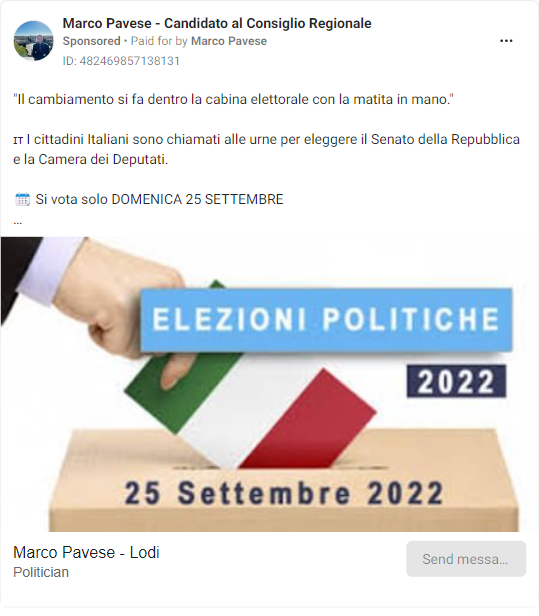 Marco Pavese - Candidato al Consiglio Regionale
Sponsored • Paid for by Marco Pavese
ID: 482469857138131
"Il cambiamento si fa dentro la cabina elettorale con la matita in mano."
IT I cittadini Italiani sono chiamati alle urne per eleggere il Senato della Repubblica
e la Camera dei Deputati.
Si vota solo DOMENICA 25 SETTEMBRE
...
ELEZIONI POLITICHE
2022
25 Settembre 2022
Marco Pavese - Lodi
Politician
Send messa...